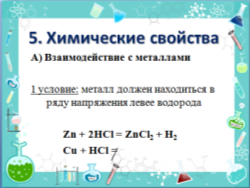 5. Химические свойства
А) Взаимодействие с металлами
1 условие: металл должен находиться в
ряду напряжения левее водорода
Zn + 2HCl = ZnCl₂ + H₂
Cu + HCl ≠